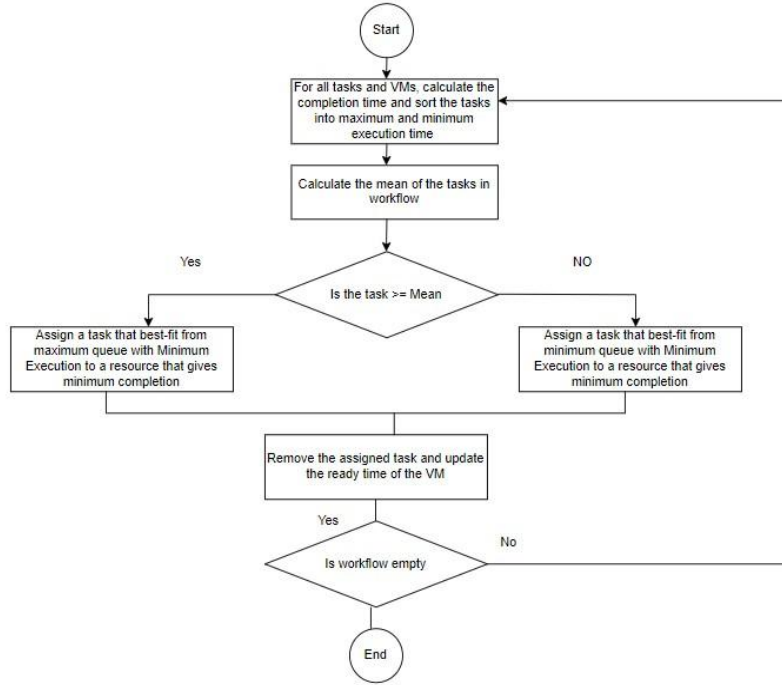 Start
For all tasks and VMs, calculate the
completion time and sort the tasks
into maximum and minimum
execution time
Calculate the mean of the tasks in
workflow
Yes
NO
Is the task >= Mean
Assign a task that best-fit from
maximum queue with Minimum
Execution to a resource that gives
minimum completion
Assign a task that best-fit from
minimum queue with Minimum
Execution to a resource that gives
minimum completion
Remove the assigned task and update
the ready time of the VM
Yes
No
Is workflow empty
End